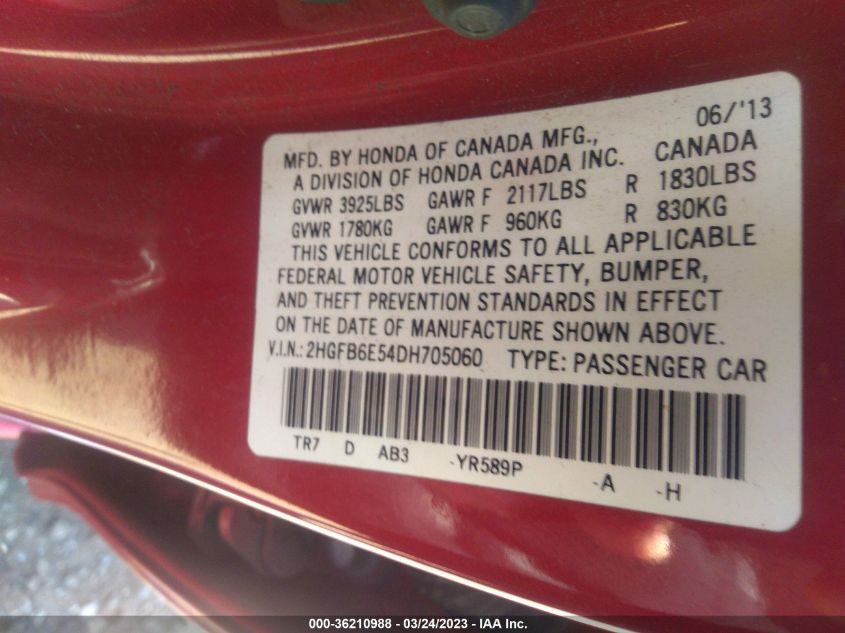 06/'13
MFD. BY HONDA OF CANADA MFG.,
A DIVISION OF HONDA CANADA INC. CANADA
GVWR 3925LBS GAWR F 2117LBS R 1830LBS
GVWR 1780KG GAWR F 960KG R 830KG
THIS VEHICLE CONFORMS TO ALL APPLICABLE
FEDERAL MOTOR VEHICLE SAFETY, BUMPER,
AND THEFT PREVENTION STANDARDS IN EFFECT
ON THE DATE OF MANUFACTURE SHOWN ABOVE.
V.I.N.: 2HGFB6E54DH705060 TYPE: PASSENGER CAR
TR7 D AB3 -YR589P -A -H
000-36210988 - 03/24/2023 - IAA Inc.